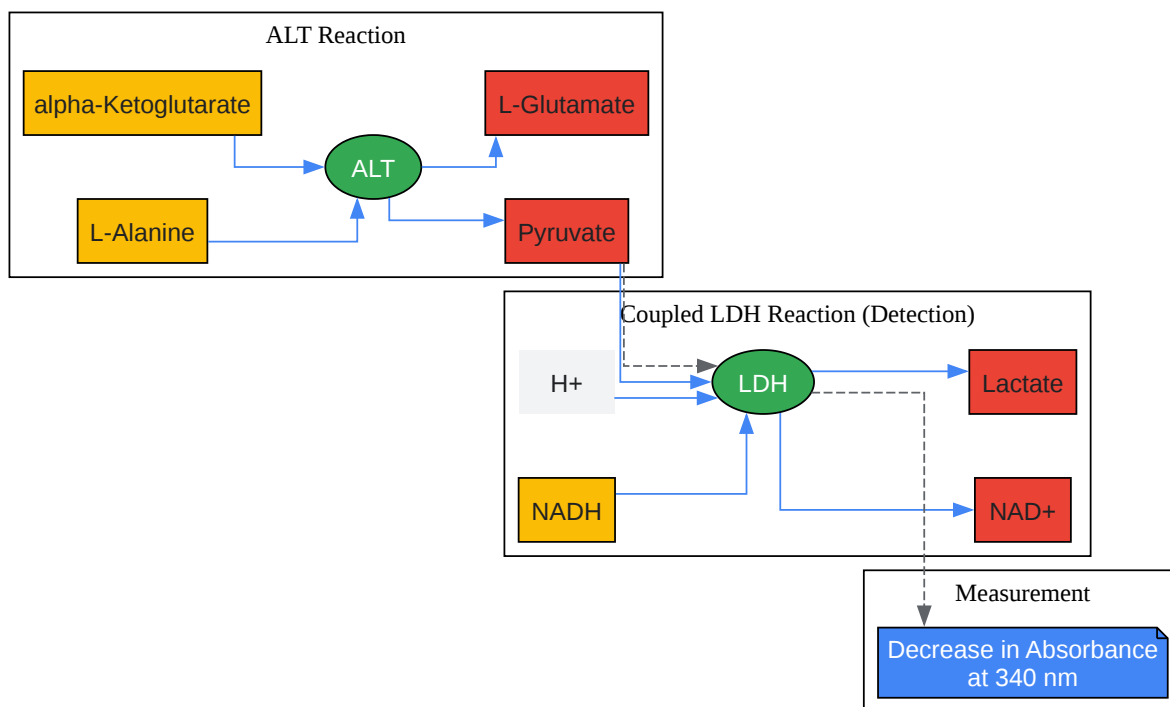 ALT Reaction
alpha-Ketoglutarate
L-Glutamate
ALT
L-Alanine
Pyruvate
Coupled LDH Reaction (Detection)
H+
LDH
Lactate
NADH
NAD+
Measurement
Decrease in Absorbance
at 340 nm